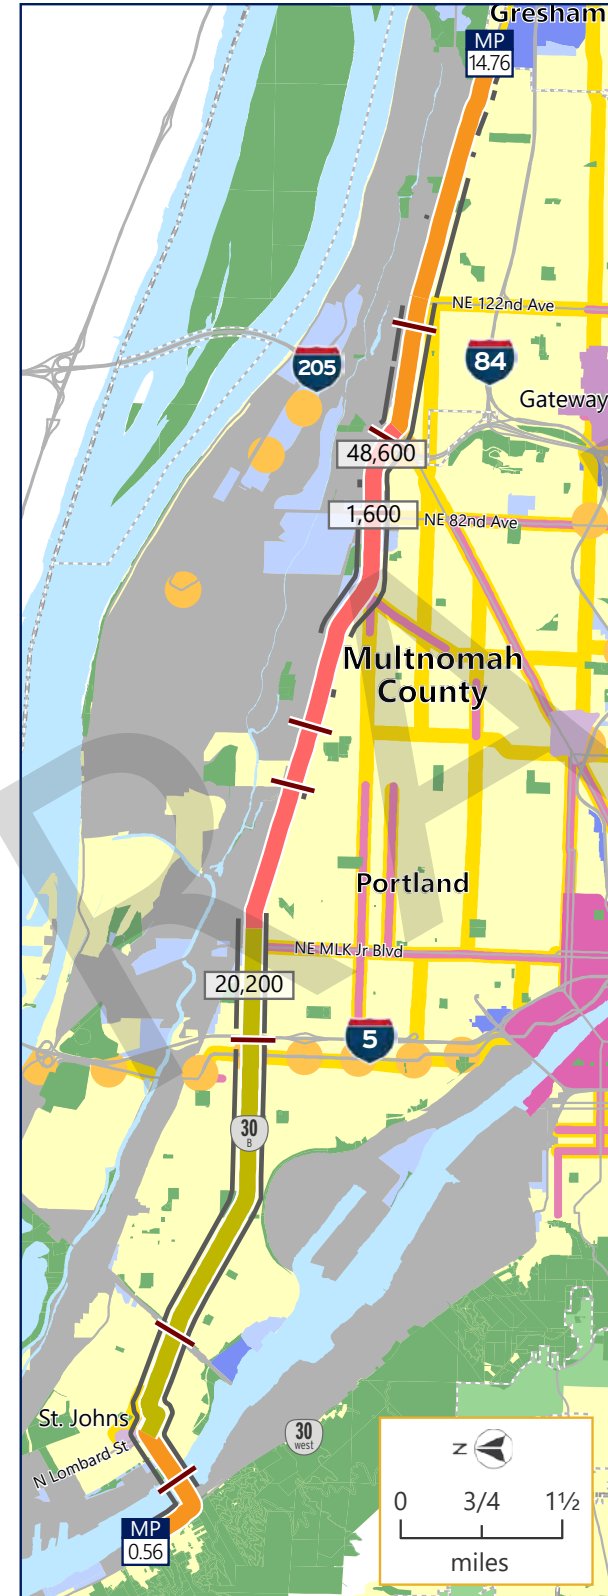 Gresham
MP
14.76
NE 122nd Ave
205
84
Gateway
48,600
1,600
NE 82nd Ave
Multnomah
County
Portland
NE MLK Jr Blvd
20,200
5
30
B
St. Johns
N Lombard St
30
west
MP
0.56
N
0 3/4 1½
miles
RA